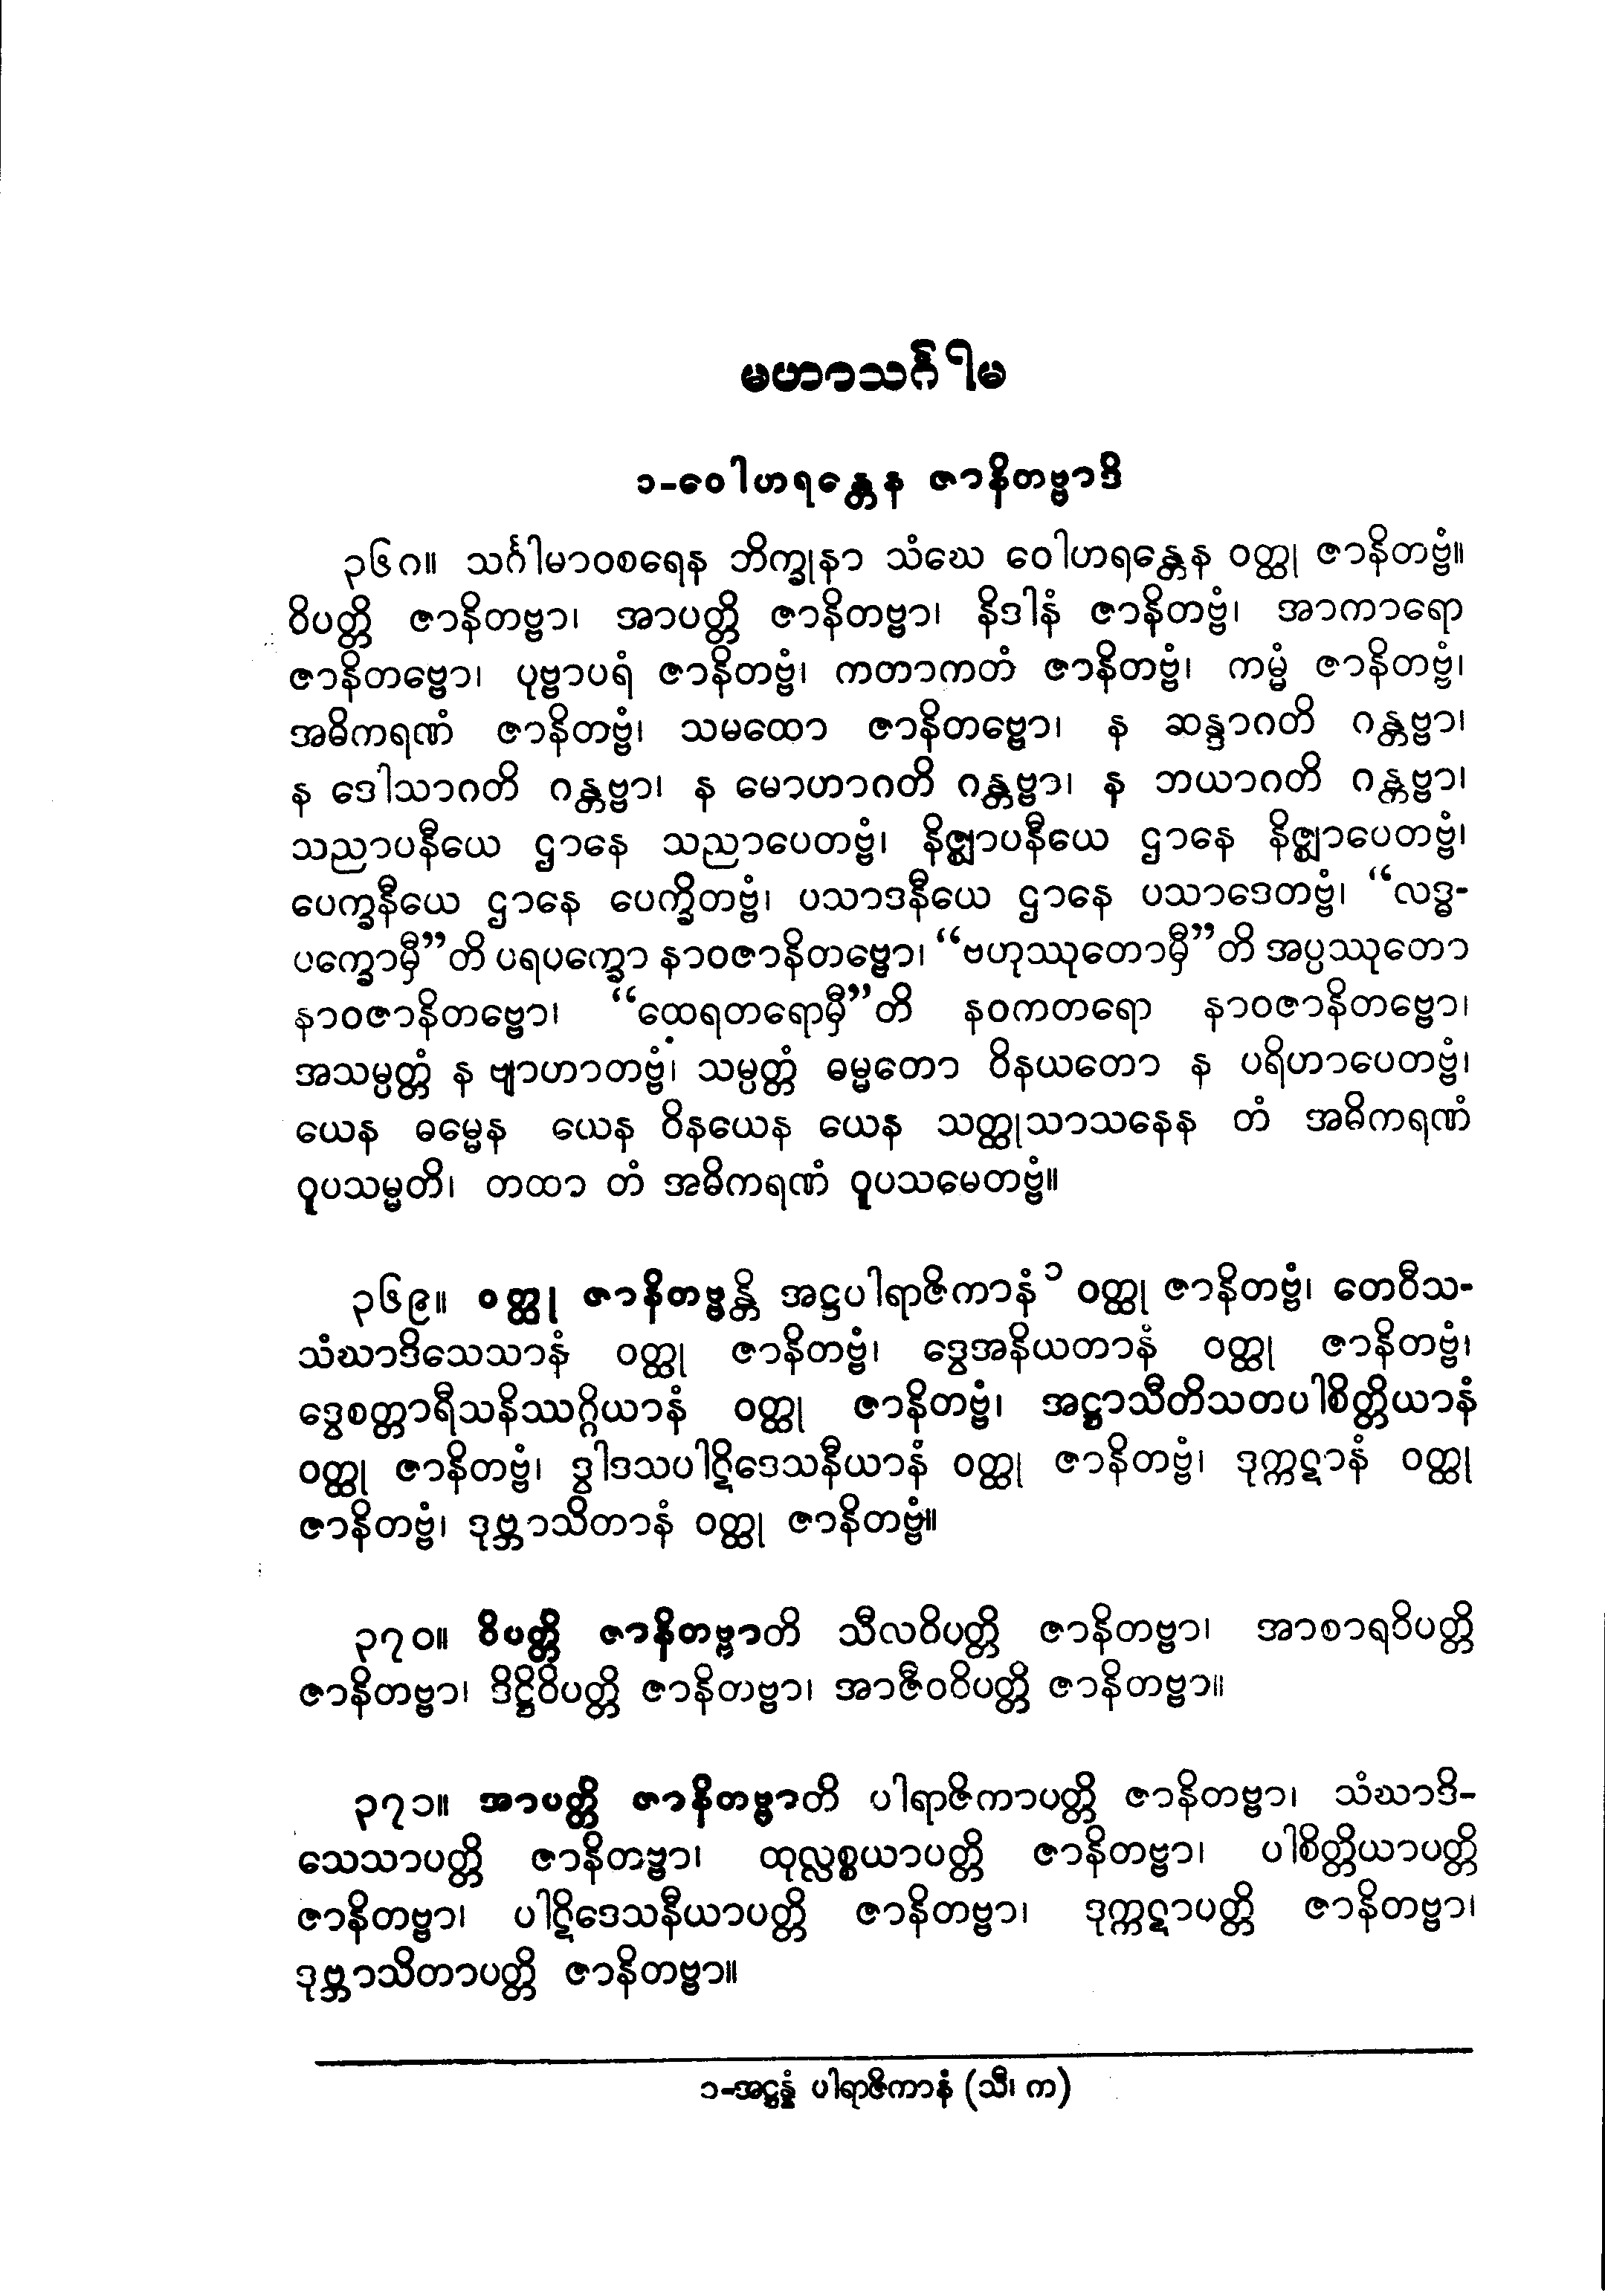 မဟာသင်္ဂါမ
၁-ဝေါဟရန္တေန ဇာနိတဗ္ဗာဒိ
၃၆၈။ သင်္ဂါမာဝစရေန ဘိက္ခုနာ သံဃေ ဝေါဟရန္တေန ဝတ္ထု ဇာနိတဗ္ဗံ။
ဝိပတ္တိ ဇာနိတဗ္ဗာ၊ အာပတ္တိ ဇာနိတဗ္ဗာ၊ နိဒါနံ ဇာနိတဗ္ဗံ၊ အာကာရော
ဇာနိတဗ္ဗော၊ ပုဗ္ဗာပရံ ဇာနိတဗ္ဗံ၊ ကတာကတံ ဇာနိတဗ္ဗံ၊ ကမ္မံ ဇာနိတဗ္ဗံ၊
အဓိကရဏံ ဇာနိတဗ္ဗံ၊ သမထော ဇာနိတဗ္ဗော၊ န ဆန္ဒာဂတိ ဂန္တဗ္ဗာ၊
န ဒေါသာဂတိ ဂန္တဗ္ဗာ၊ န မောဟာဂတိ ဂန္တဗ္ဗာ၊ န ဘယာဂတိ ဂန္တဗ္ဗာ၊
သညာပနီယေ ဌာနေ သညာပေတဗ္ဗံ၊ နိဇ္ဈာပနီယေ ဌာနေ နိဇ္ဈာပေတဗ္ဗံ၊
ပေက္ခနီယေ ဌာနေ ပေက္ခိတဗ္ဗံ၊ ပသာဒနီယေ ဌာနေ ပသာဒေတဗ္ဗံ၊ “လဒ္ဓ-
ပက္ခောမှီ”တိ ပရပက္ခော နာဝဇာနိတဗ္ဗော၊ “ဗဟုဿုတောမှီ”တိ အပ္ပဿုတော
နာဝဇာနိတဗ္ဗော၊ “ထေရတရောမှီ”တိ နဝကတရော နာဝဇာနိတဗ္ဗော၊
အသမ္ပတ္တံ န ဗျာဟာတဗ္ဗံ၊ သမ္ပတ္တံ ဓမ္မတော ဝိနယတော န ပရိဟာပေတဗ္ဗံ၊
ယေန ဓမ္မေန ယေန ဝိနယေန ယေန သတ္ထုသာသနေန တံ အဓိကရဏံ
ဝူပသမ္မတိ၊ တထာ တံ အဓိကရဏံ ဝူပသမေတဗ္ဗံ။
၃၆၉။ ဝတ္ထု ဇာနိတဗ္ဗန္တိ အဋ္ဌပါရာဇိကာနံ၁ ဝတ္ထု ဇာနိတဗ္ဗံ၊ တေဝီသ-
သံဃာဒိသေသာနံ ဝတ္ထု ဇာနိတဗ္ဗံ၊ ဒွေအနိယတာနံ ဝတ္ထု ဇာနိတဗ္ဗံ၊
ဒွေစတ္တာရီသနိဿဂ္ဂိယာနံ ဝတ္ထု ဇာနိတဗ္ဗံ၊ အဋ္ဌာသီတိသတပါစိတ္တိယာနံ
ဝတ္ထု ဇာနိတဗ္ဗံ၊ ဒွါဒသပါဋိဒေသနီယာနံ ဝတ္ထု ဇာနိတဗ္ဗံ၊ ဒုက္ကဋာနံ ဝတ္ထု
ဇာနိတဗ္ဗံ၊ ဒုဗ္ဘာသိတာနံ ဝတ္ထု ဇာနိတဗ္ဗံ။
၃၇၀။ ဝိပတ္တိ ဇာနိတဗ္ဗာတိ သီလဝိပတ္တိ ဇာနိတဗ္ဗာ၊ အာစာရဝိပတ္တိ
ဇာနိတဗ္ဗာ၊ ဒိဋ္ဌိဝိပတ္တိ ဇာနိတဗ္ဗာ၊ အာဇီဝဝိပတ္တိ ဇာနိတဗ္ဗာ။
၃၇၁။ အာပတ္တိ ဇာနိတဗ္ဗာတိ ပါရာဇိကာပတ္တိ ဇာနိတဗ္ဗာ၊ သံဃာဒိ-
သေသာပတ္တိ ဇာနိတဗ္ဗာ၊ ထုလ္လစ္စယာပတ္တိ ဇာနိတဗ္ဗာ၊ ပါစိတ္တိယာပတ္တိ
ဇာနိတဗ္ဗာ၊ ပါဋိဒေသနီယာပတ္တိ ဇာနိတဗ္ဗာ၊ ဒုက္ကဋာပတ္တိ ဇာနိတဗ္ဗာ၊
ဒုဗ္ဘာသိတာပတ္တိ ဇာနိတဗ္ဗာ။
၁-အဋ္ဌန္နံ ပါရာဇိကာနံ (သီ၊ က)